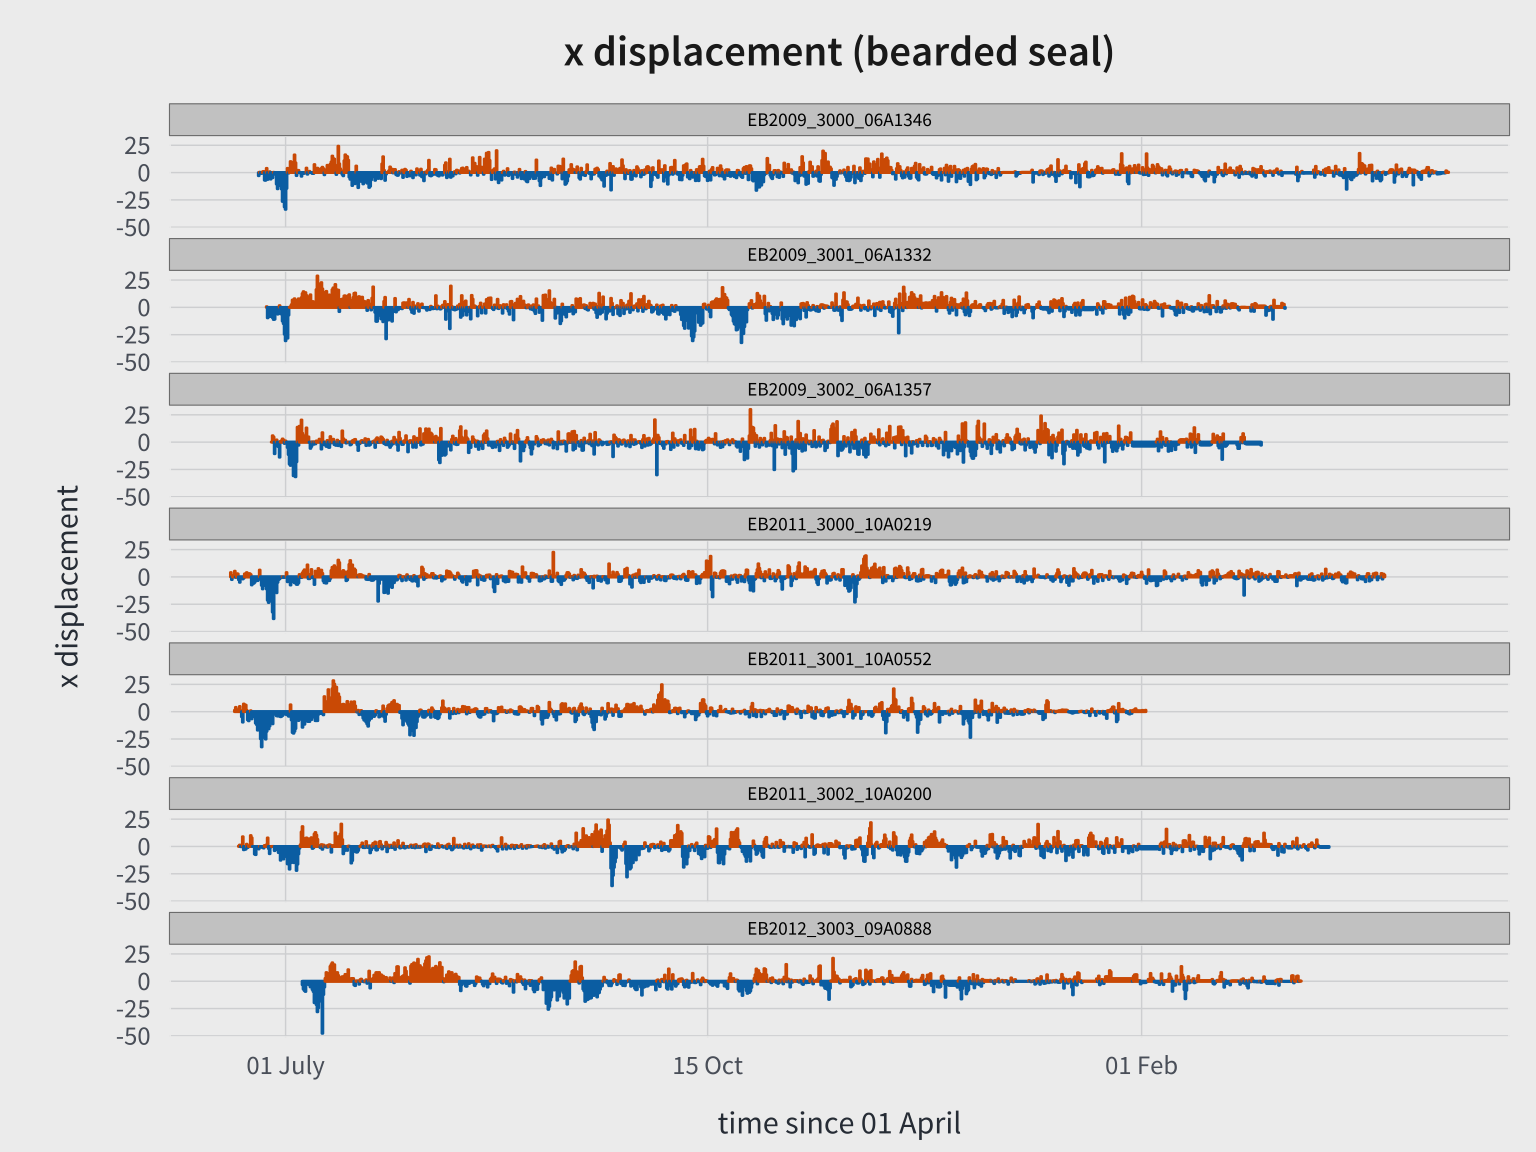 x displacement (bearded seal)
EB2009_3000_06A1346
25
0
-25
-50
EB2009_3001_06A1332
25
0
-25
-50
EB2009_3002_06A1357
25
0
-25
-50
EB2011_3000_10A0219
25
0
-25
-50
EB2011_3001_10A0552
25
0
-25
-50
EB2011_3002_10A0200
25
0
-25
-50
EB2012_3003_09A0888
25
0
-25
-50
x displacement
01 July 15 Oct 01 Feb
time since 01 April